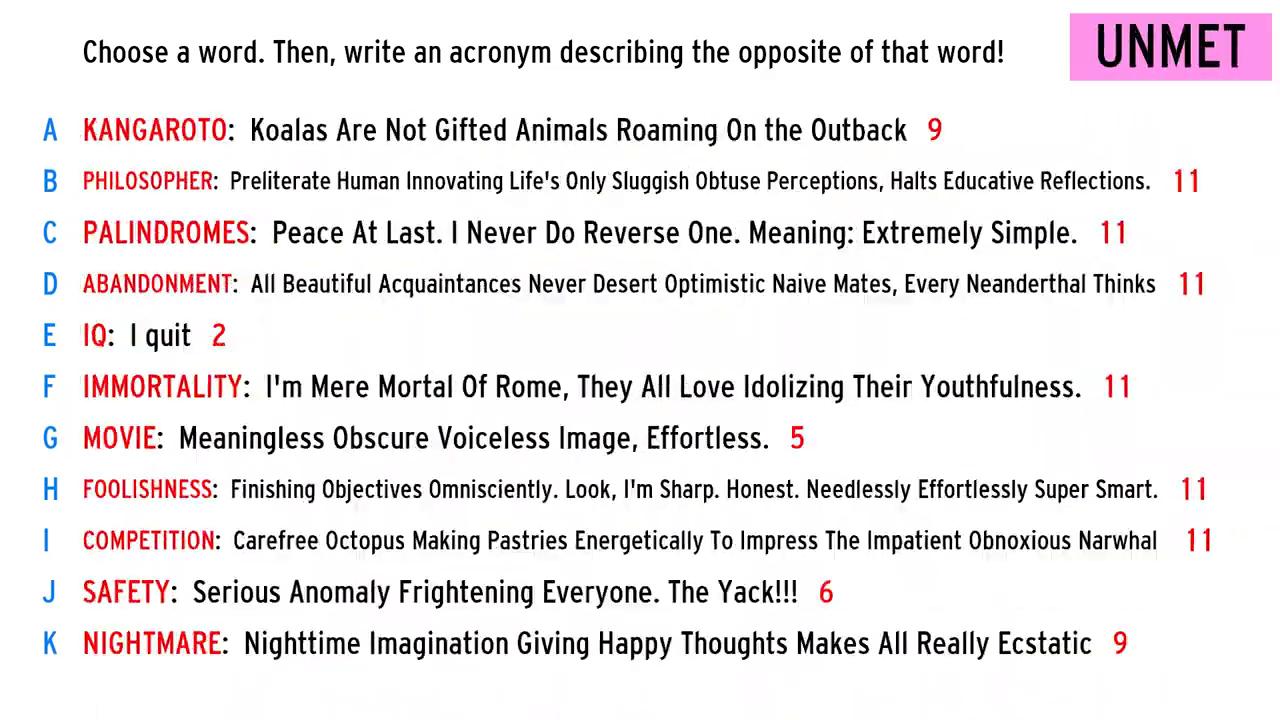 Choose a word. Then, write an acronym describing the opposite of that word!
UNMET
A KANGAROTO: Koalas Are Not Gifted Animals Roaming On the Outback 9
B PHILOSOPHER: Preliterate Human Innovating Life's Only Sluggish Obtuse Perceptions, Halts Educative Reflections. 11
C PALINDROMES: Peace At Last. I Never Do Reverse One. Meaning: Extremely Simple. 11
D ABANDONMENT: All Beautiful Acquaintances Never Desert Optimistic Naive Mates, Every Neanderthal Thinks 11
E IQ: I quit 2
F IMMORTALITY: I'm Mere Mortal Of Rome, They All Love Idolizing Their Youthfulness. 11
G MOVIE: Meaningless Obscure Voiceless Image, Effortless. 5
H FOOLISHNESS: Finishing Objectives Omnisciently. Look, I'm Sharp. Honest. Needlessly Effortlessly Super Smart. 11
I COMPETITION: Carefree Octopus Making Pastries Energetically To Impress The Impatient Obnoxious Narwhal 11
J SAFETY: Serious Anomaly Frightening Everyone. The Yack!!! 6
K NIGHTMARE: Nighttime Imagination Giving Happy Thoughts Makes All Really Ecstatic 9